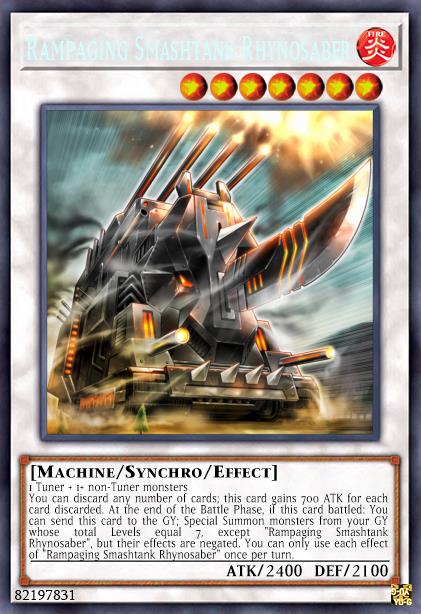 Rampaging Smashtank Rhynosaber
FIRE
炎
[Machine/Synchro/Effect]
1 Tuner + 1+ non-Tuner monsters
You can discard any number of cards; this card gains 700 ATK for each
card discarded. At the end of the Battle Phase, if this card battled: You
can send this card to the GY; Special Summon monsters from your GY
whose total Levels equal 7, except "Rampaging Smashtank
Rhynosaber", but their effects are negated. You can only use each effect
of "Rampaging Smashtank Rhynosaber" once per turn.
ATK/2400 DEF/2100
82197831